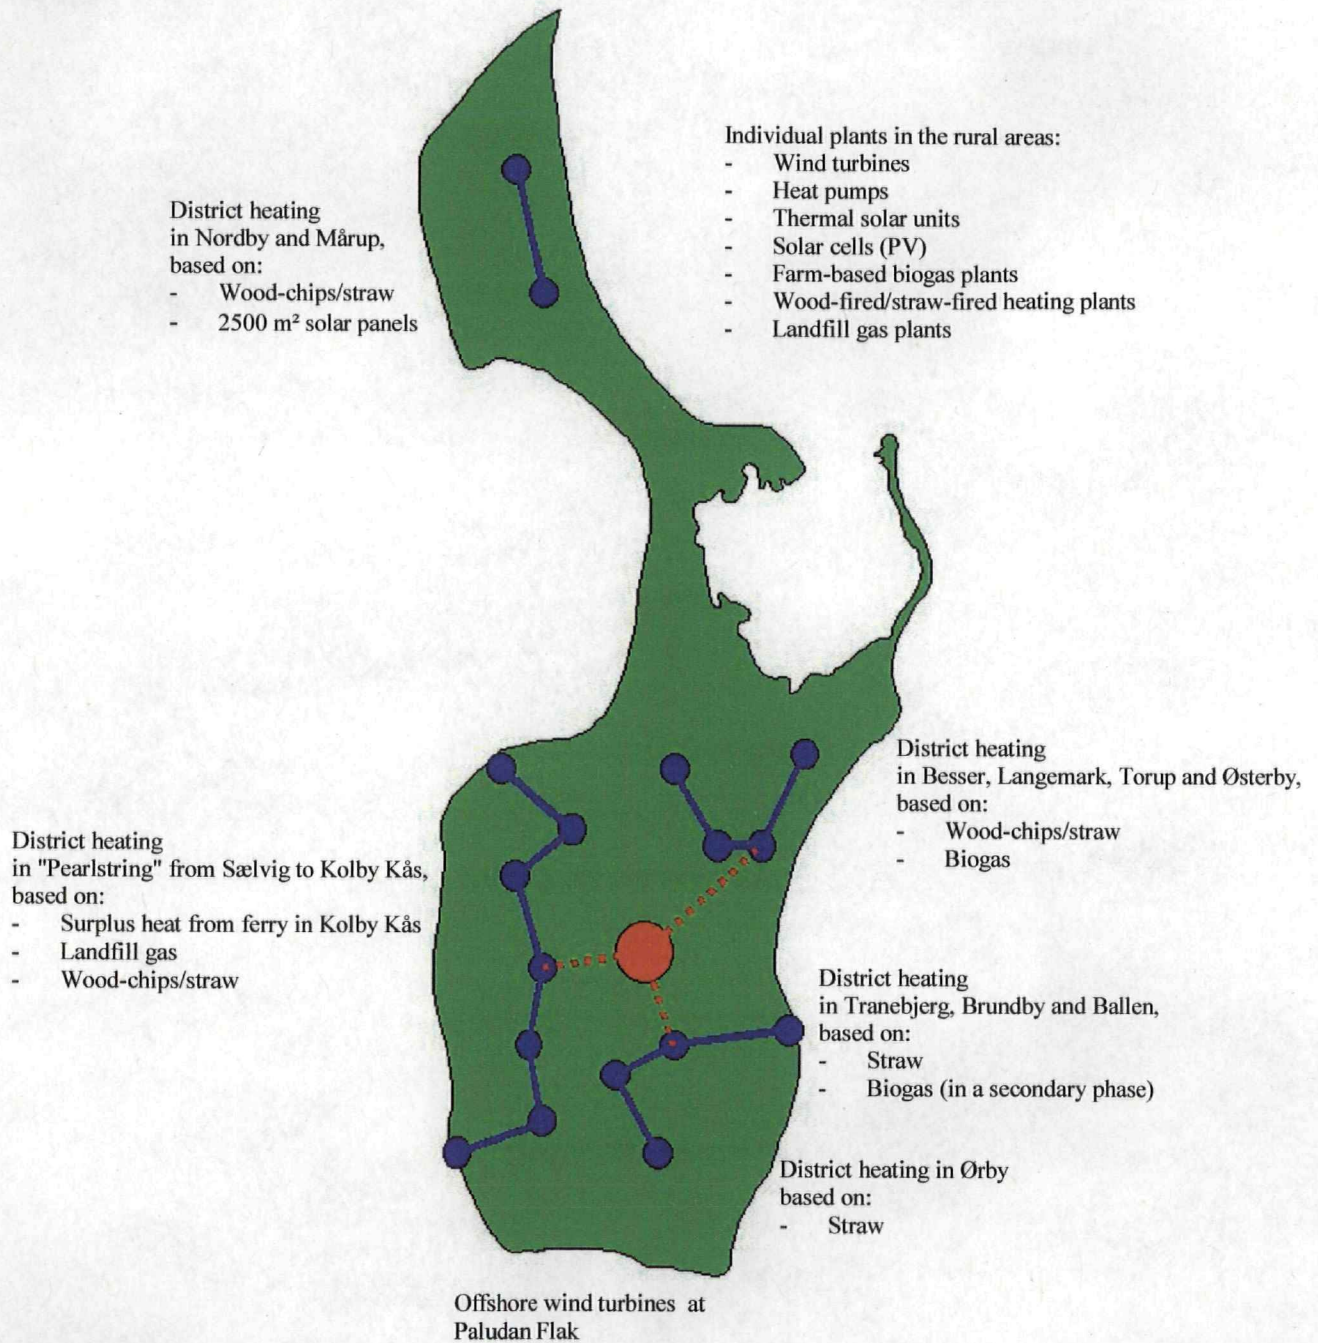 Individual plants in the rural areas:
- Wind turbines
- Heat pumps
- Thermal solar units
- Solar cells (PV)
- Farm-based biogas plants
- Wood-fired/straw-fired heating plants
- Landfill gas plants
District heating
in Nordby and Mårup,
based on:
- Wood-chips/straw
- 2500 m² solar panels
District heating
in Besser, Langemark, Torup and Østerby,
based on:
- Wood-chips/straw
- Biogas
District heating
in "Pearlstring" from Sælvig to Kolby Kås,
based on:
- Surplus heat from ferry in Kolby Kås
- Landfill gas
- Wood-chips/straw
District heating
in Tranebjerg, Brundby and Ballen,
based on:
- Straw
- Biogas (in a secondary phase)
District heating in Ørby
based on:
- Straw
Offshore wind turbines at
Paludan Flak